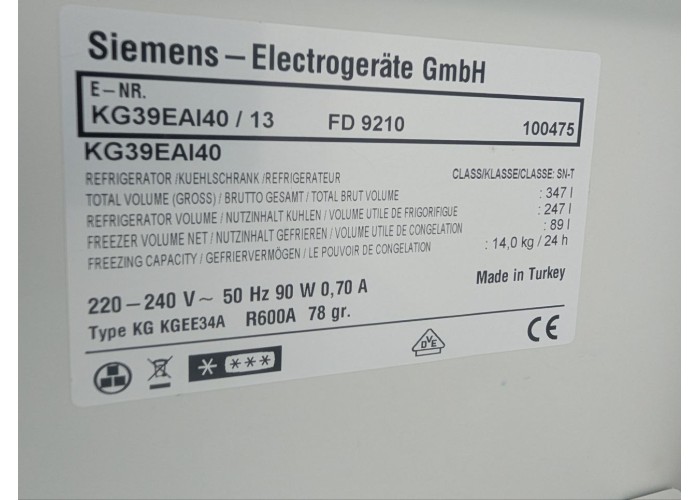 Siemens – Electrogeräte GmbH
E–NR.
KG39EAI40 / 13 FD 9210 100475
KG39EAI40
REFRIGERATOR /KUEHLSCHRANK /REFRIGERATEUR CLASS/KLASSE/CLASSE: SN-T
TOTAL VOLUME (GROSS) / BRUTTO GESAMT / TOTAL BRUT VOLUME : 347 l
REFRIGERATOR VOLUME / NUTZINHALT KUHLEN / VOLUME UTILE DE FRIGORIFIGUE : 247 l
FREEZER VOLUME NET / NUTZINHALT GEFRIEREN / VOLUME UTILE DE CONGELATION : 89 l
FREEZING CAPACITY / GEFRIERVERMÖGEN / LE POUVOIR DE CONGELATION : 14,0 kg / 24 h
220 – 240 V ~ 50 Hz 90 W 0,70 A Made in Turkey
Type KG KGEE34A R600A 78 gr.
DVE CE